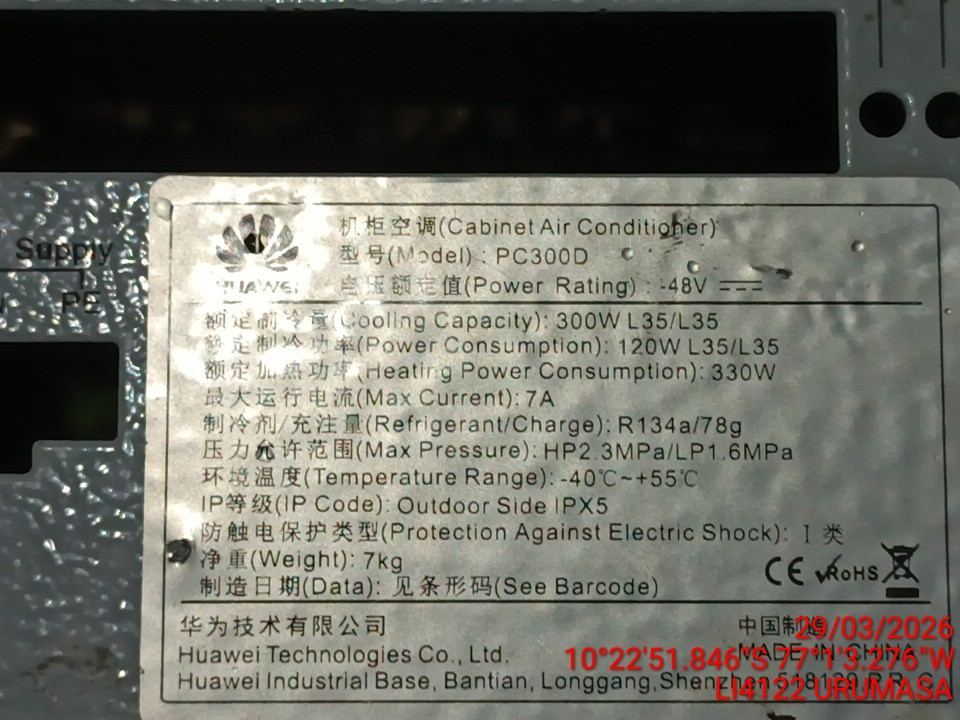 Supply
PE
HUAWEI
机柜空调(Cabinet Air Conditioner)
型号(Model) : PC300D
电压额定值(Power Rating) : -48V
额定制冷量(Cooling Capacity): 300W L35/L35
额定制冷功率(Power Consumption): 120W L35/L35
额定加热功率(Heating Power Consumption): 330W
最大运行电流(Max Current): 7A
制冷剂/充注量(Refrigerant/Charge): R134a/78g
压力允许范围(Max Pressure): HP2.3MPa/LP1.6MPa
环境温度(Temperature Range): -40℃~+55℃
IP等级(IP Code): Outdoor Side IPX5
防触电保护类型(Protection Against Electric Shock): I 类
净重(Weight): 7kg
制造日期(Data): 见条形码(See Barcode)
CE RoHS
华为技术有限公司
中国制造
Huawei Technologies Co., Ltd.
MADE IN CHINA
Huawei Industrial Base, Bantian, Longgang,Shenzhen 518129 P.R.C
29/03/2026
10°22'51.846"S 77°1'3.276"W
LI4122 URUMASA